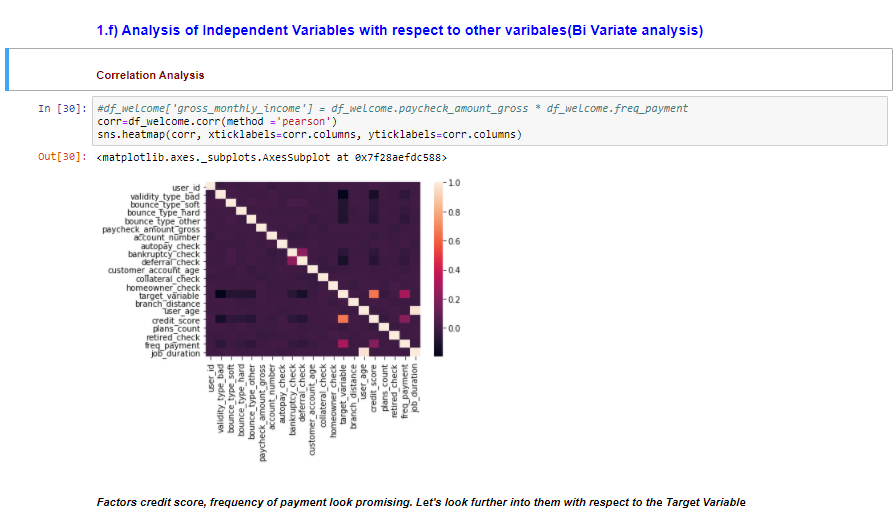 1.f) Analysis of Independent Variables with respect to other varibales(Bi Variate analysis)
Correlation Analysis
In [30]: #df_welcome['gross_monthly_income'] = df_welcome.paycheck_amount_gross * df_welcome.freq_payment
corr=df_welcome.corr(method ='pearson')
sns.heatmap(corr, xticklabels=corr.columns, yticklabels=corr.columns)
Out[30]: <matplotlib.axes._subplots.AxesSubplot at 0x7f28aefdc588>
user_id
validity_type_bad
bounce_type_soft
bounce_type_hard
bounce_type_other
paycheck_amount_gross
account_number
autopay_check
bankruptcy_check
deferral_check
customer_account_age
collateral_check
homeowner_check
target_variable
branch_distance
user_age
credit_score
plans_count
retired_check
freq_payment
job_duration
1.0
0.8
0.6
0.4
0.2
0.0
user_id
validity_type_bad
bounce_type_soft
bounce_type_hard
bounce_type_other
paycheck_amount_gross
account_number
autopay_check
bankruptcy_check
deferral_check
customer_account_age
collateral_check
homeowner_check
target_variable
branch_distance
user_age
credit_score
plans_count
retired_check
freq_payment
job_duration
Factors credit score, frequency of payment look promising. Let's look further into them with respect to the Target Variable